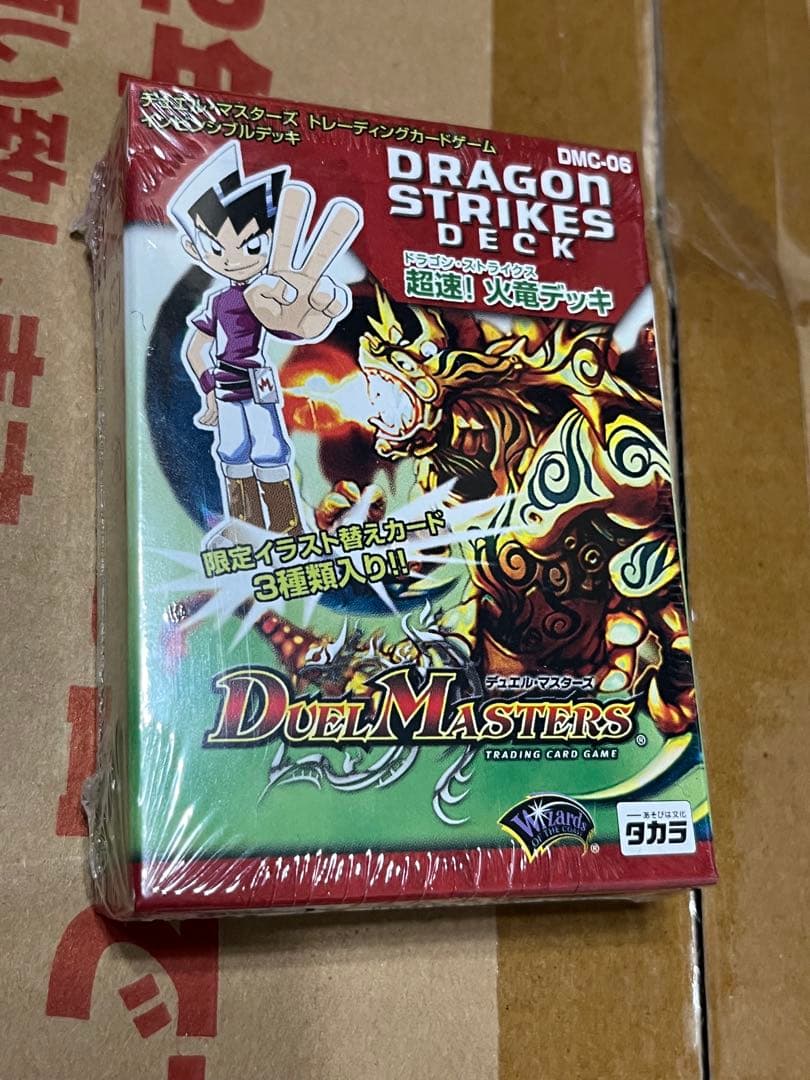 デュエル・マスターズ トレーディングカードゲーム
インビンシブルデッキ
DMC-06
DRAGON
STRIKES
DECK
ドラゴン・ストライクス
超速!火竜デッキ
限定イラスト替えカード
3種類入り!!
デュエル・マスターズ
DUEL MASTERS®
TRADING CARD GAME
Wizards
OF THE COAST®
あそびは文化
タカラ